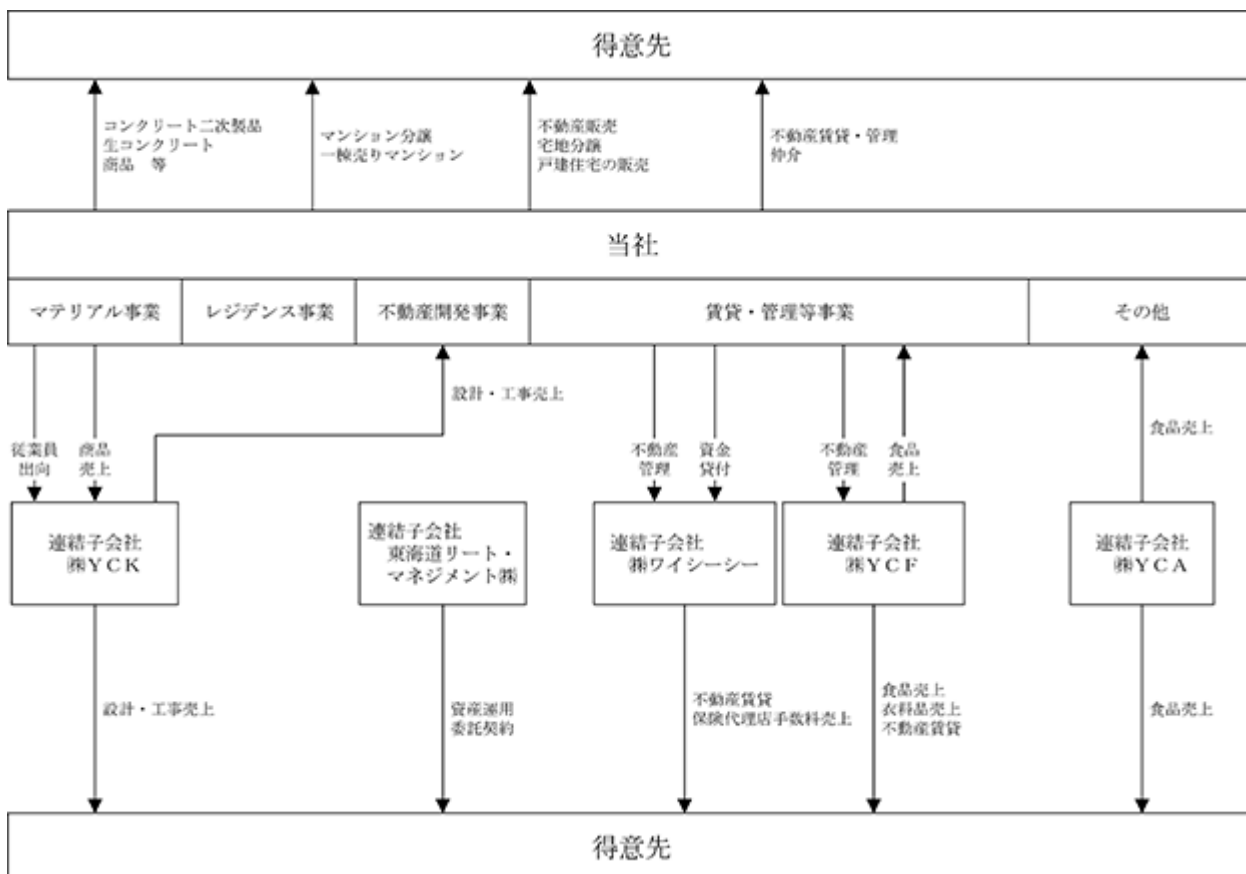 得意先
コンクリート二次製品
生コンクリート
商品　等
マンション分譲
一棟売りマンション
不動産販売
宅地分譲
戸建住宅の販売
不動産賃貸・管理
仲介
当社
マテリアル事業
レジデンス事業
不動産開発事業
賃貸・管理等事業
その他
設計・工事売上
従業員
出向
商品
売上
不動産
管理
資金
貸付
不動産
管理
食品
売上
食品売上
連結子会社
㈱ＹＣＫ
連結子会社
東海道リート・
マネジメント㈱
連結子会社
㈱ワイシーシー
連結子会社
㈱ＹＣＦ
連結子会社
㈱ＹＣＡ
設計・工事売上
資産運用
委託契約
不動産賃貸
保険代理店手数料売上
食品売上
衣料品売上
不動産賃貸
食品売上
得意先